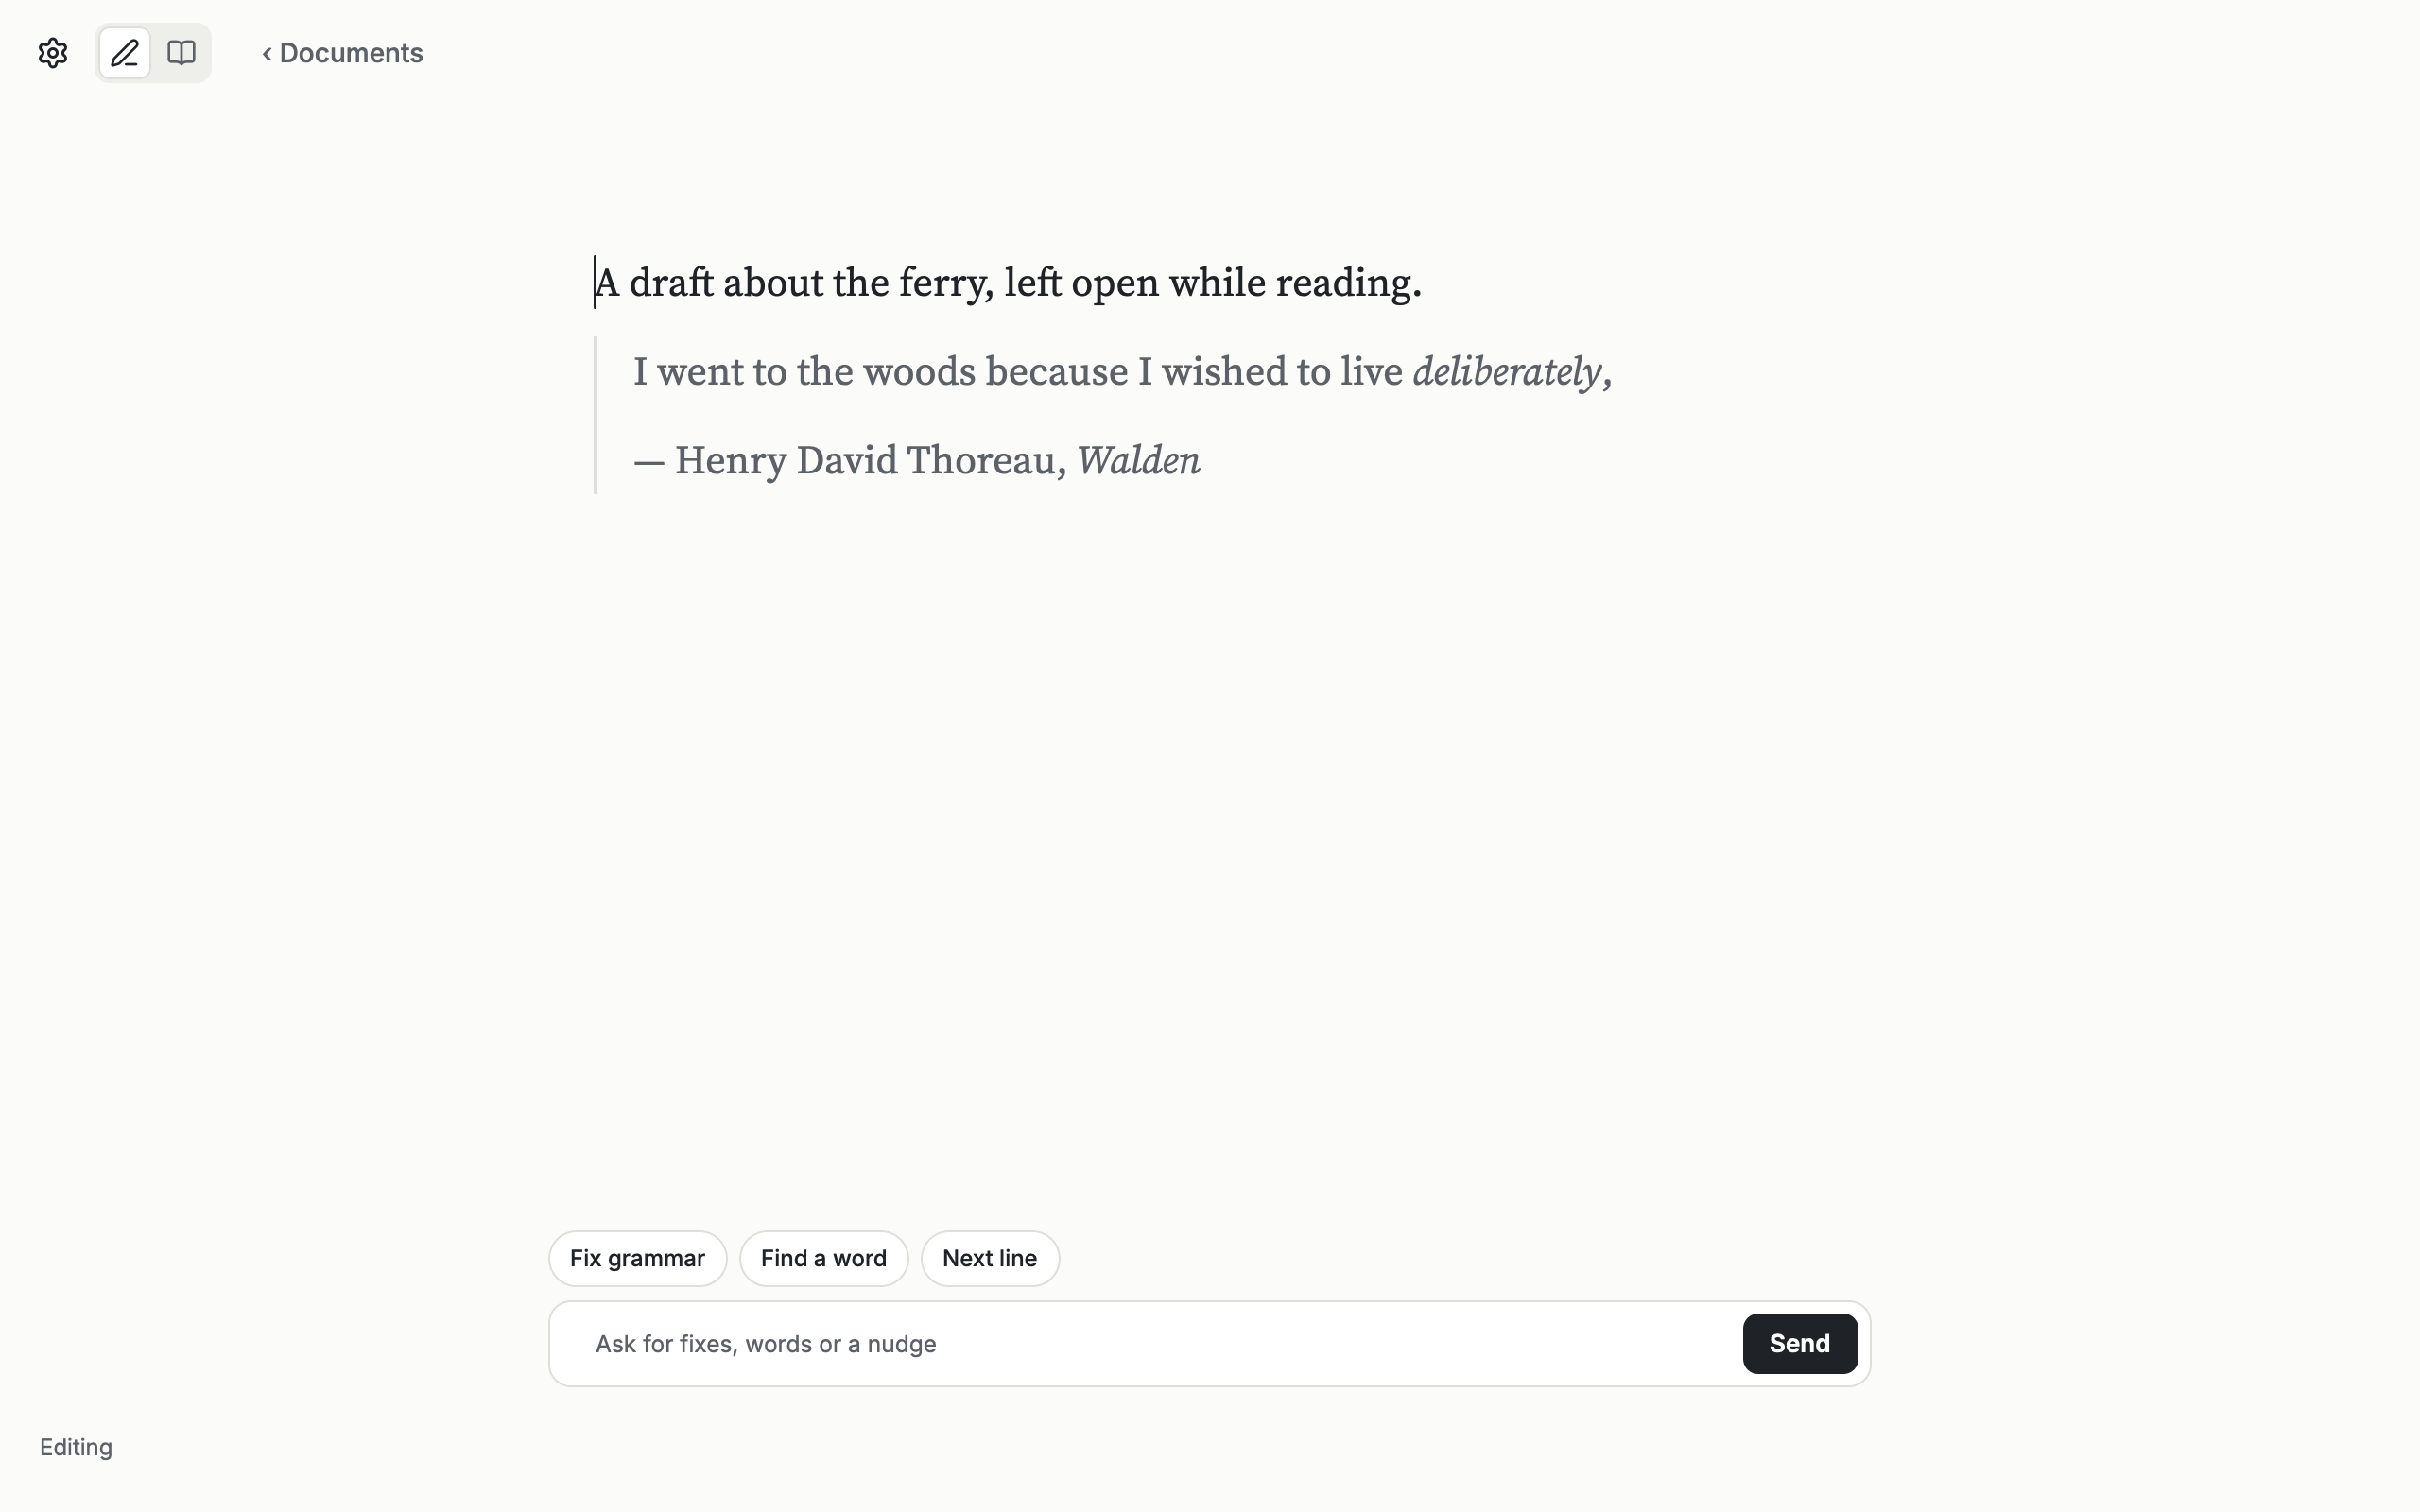 ‹ Documents
A draft about the ferry, left open while reading.
I went to the woods because I wished to live deliberately,
— Henry David Thoreau, Walden
Fix grammar
Find a word
Next line
Ask for fixes, words or a nudge
Send
Editing